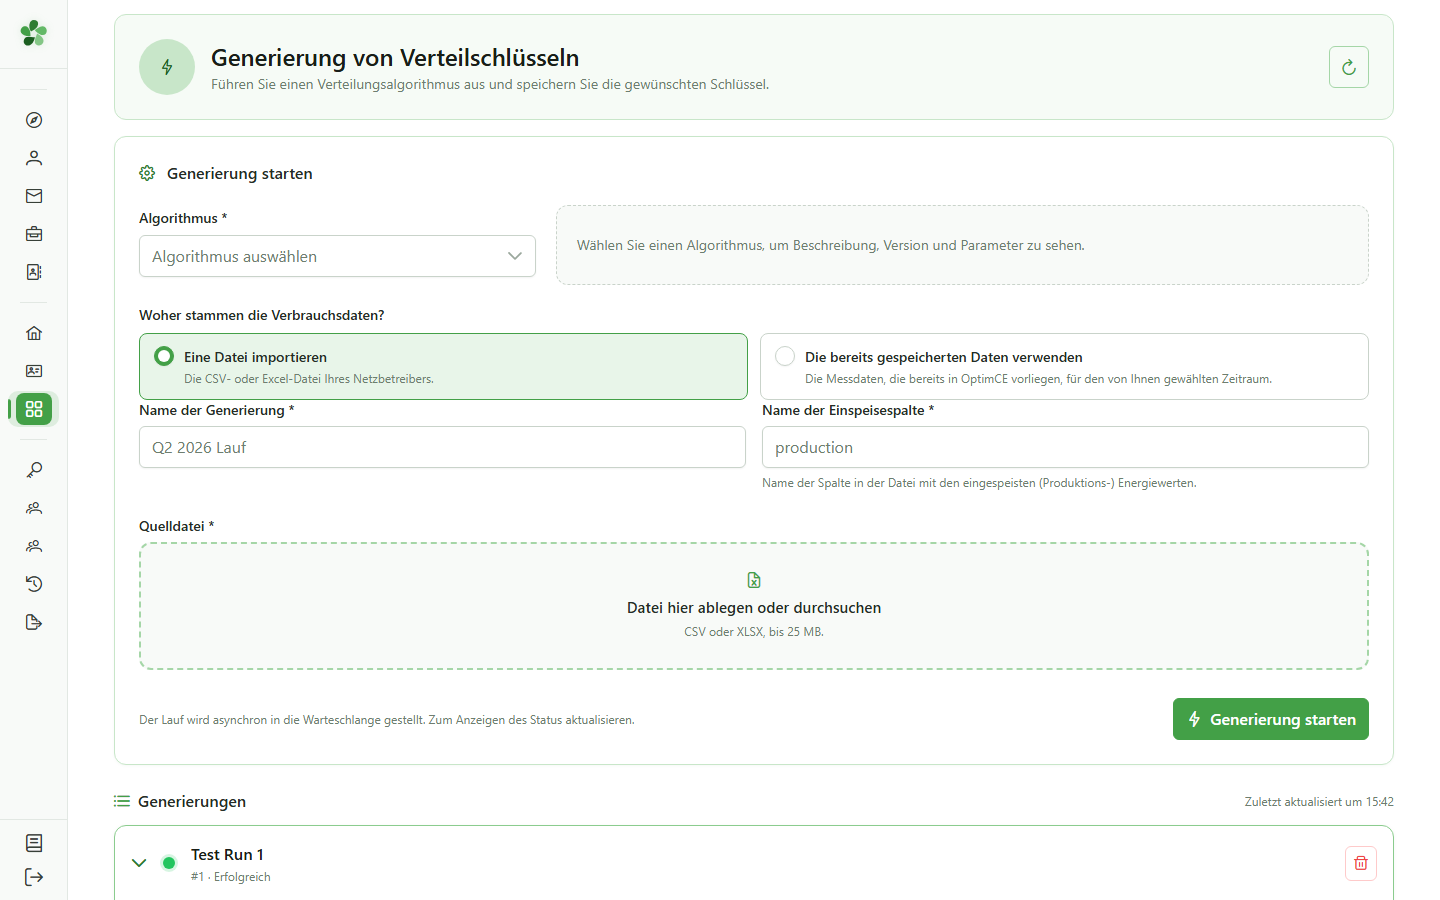 Generierung von Verteilschlüsseln
Führen Sie einen Verteilungsalgorithmus aus und speichern Sie die gewünschten Schlüssel.
Generierung starten
Algorithmus *
Algorithmus auswählen
Wählen Sie einen Algorithmus, um Beschreibung, Version und Parameter zu sehen.
Woher stammen die Verbrauchsdaten?
Eine Datei importieren
Die CSV- oder Excel-Datei Ihres Netzbetreibers.
Die bereits gespeicherten Daten verwenden
Die Messdaten, die bereits in OptimCE vorliegen, für den von Ihnen gewählten Zeitraum.
Name der Generierung *
Q2 2026 Lauf
Name der Einspeisespalte *
production
Name der Spalte in der Datei mit den eingespeisten (Produktions-) Energiewerten.
Quelldatei *
Datei hier ablegen oder durchsuchen
CSV oder XLSX, bis 25 MB.
Der Lauf wird asynchron in die Warteschlange gestellt. Zum Anzeigen des Status aktualisieren.
Generierung starten
Generierungen
Zuletzt aktualisiert um 15:42
Test Run 1
#1 · Erfolgreich